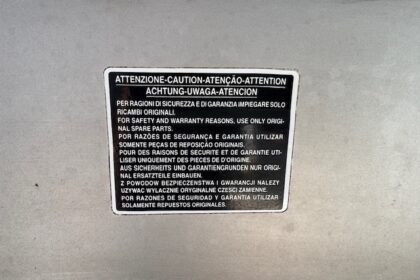 ATTENZIONE-CAUTION-ATENÇAO-ATTENTION
ACHTUNG-UWAGA-ATENCION
PER RAGIONI DI SICUREZZA E DI GARANZIA IMPIEGARE SOLO
RICAMBI ORIGINALI.
FOR SAFETY AND WARRANTY REASONS, USE ONLY ORIGI-
NAL SPARE PARTS.
POR RAZÕES DE SEGURANÇA E GARANTIA UTILIZAR
SOMENTE PEÇAS DE REPOSIÇÃO ORIGINAIS.
POUR DES RAISONS DE SECURITE ET DE GARANTIE UTI-
LISER UNIQUEMENT DES PIECES DE D'ORIGINE.
AUS SICHERHEITS UND GARANTIENGRUNDEN NUR ORIGI-
NAL ERSATZTEILE EINBAUEN.
Z POWODOW BEZPIECZENSTWA I GWARANCJI NALEZY
UZYWAC WYLACZNIE ORYGINALNE CZESCI ZAMIENNE.
POR RAZONES DE SEGURIDAD Y GARANTIA UTILIZAR
SOLAMENTE REPUESTOS ORIGINALES.